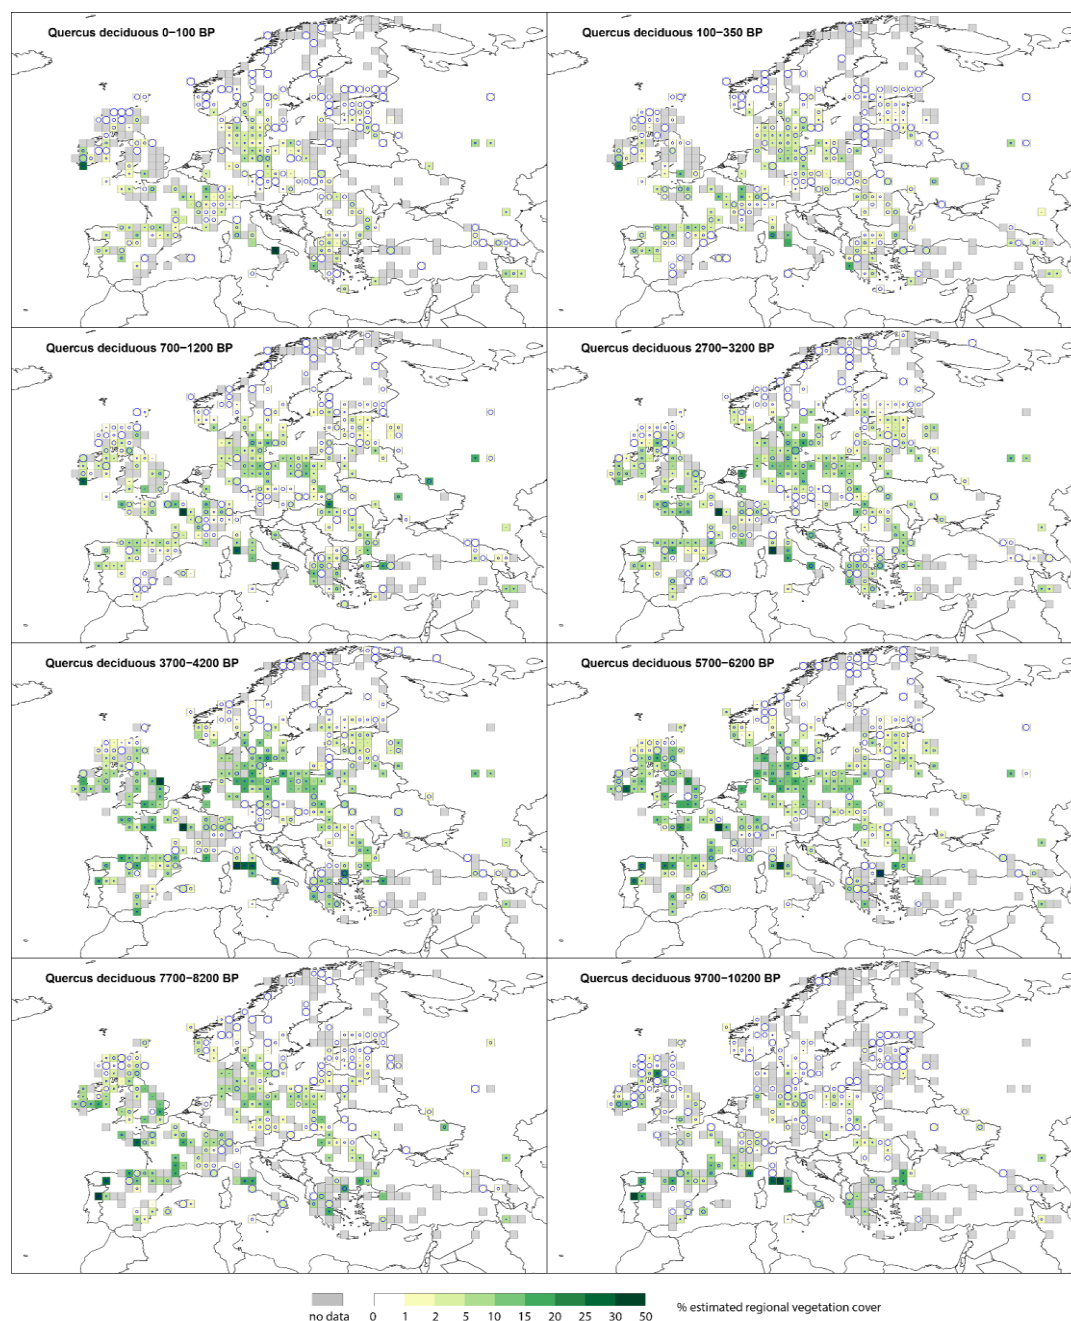 Quercus deciduous 0−100 BP
Quercus deciduous 100−350 BP
Quercus deciduous 700−1200 BP
Quercus deciduous 2700−3200 BP
Quercus deciduous 3700−4200 BP
Quercus deciduous 5700−6200 BP
Quercus deciduous 7700−8200 BP
Quercus deciduous 9700−10200 BP
no data
0 1 2 5 10 15 20 25 30 50
% estimated regional vegetation cover